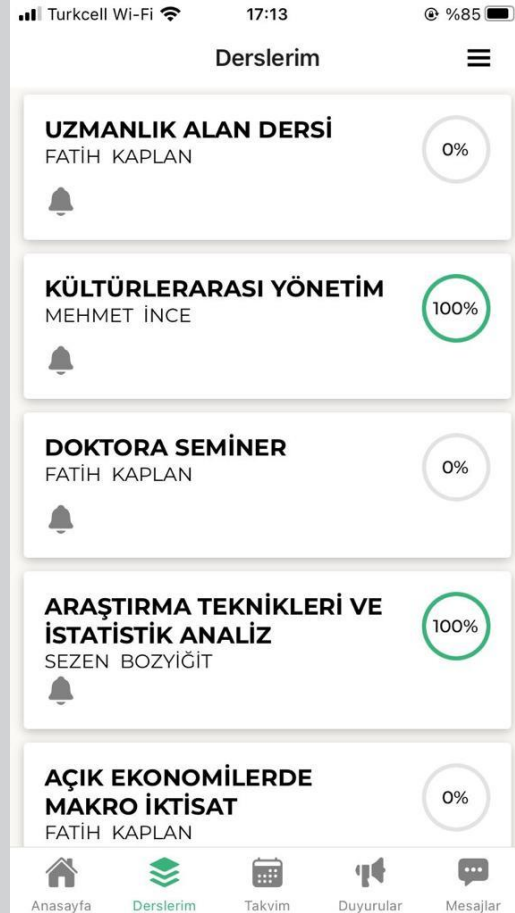 Turkcell Wi-Fi 17:13 %85
Derslerim
UZMANLIK ALAN DERSİ
FATİH KAPLAN
0%
KÜLTÜRLERARASI YÖNETİM
MEHMET İNCE
100%
DOKTORA SEMİNER
FATİH KAPLAN
0%
ARAŞTIRMA TEKNİKLERİ VE
İSTATİSTİK ANALİZ
SEZEN BOZYİĞİT
100%
AÇIK EKONOMİLERDE
MAKRO İKTİSAT
FATİH KAPLAN
0%
Anasayfa Derslerim Takvim Duyurular Mesajlar